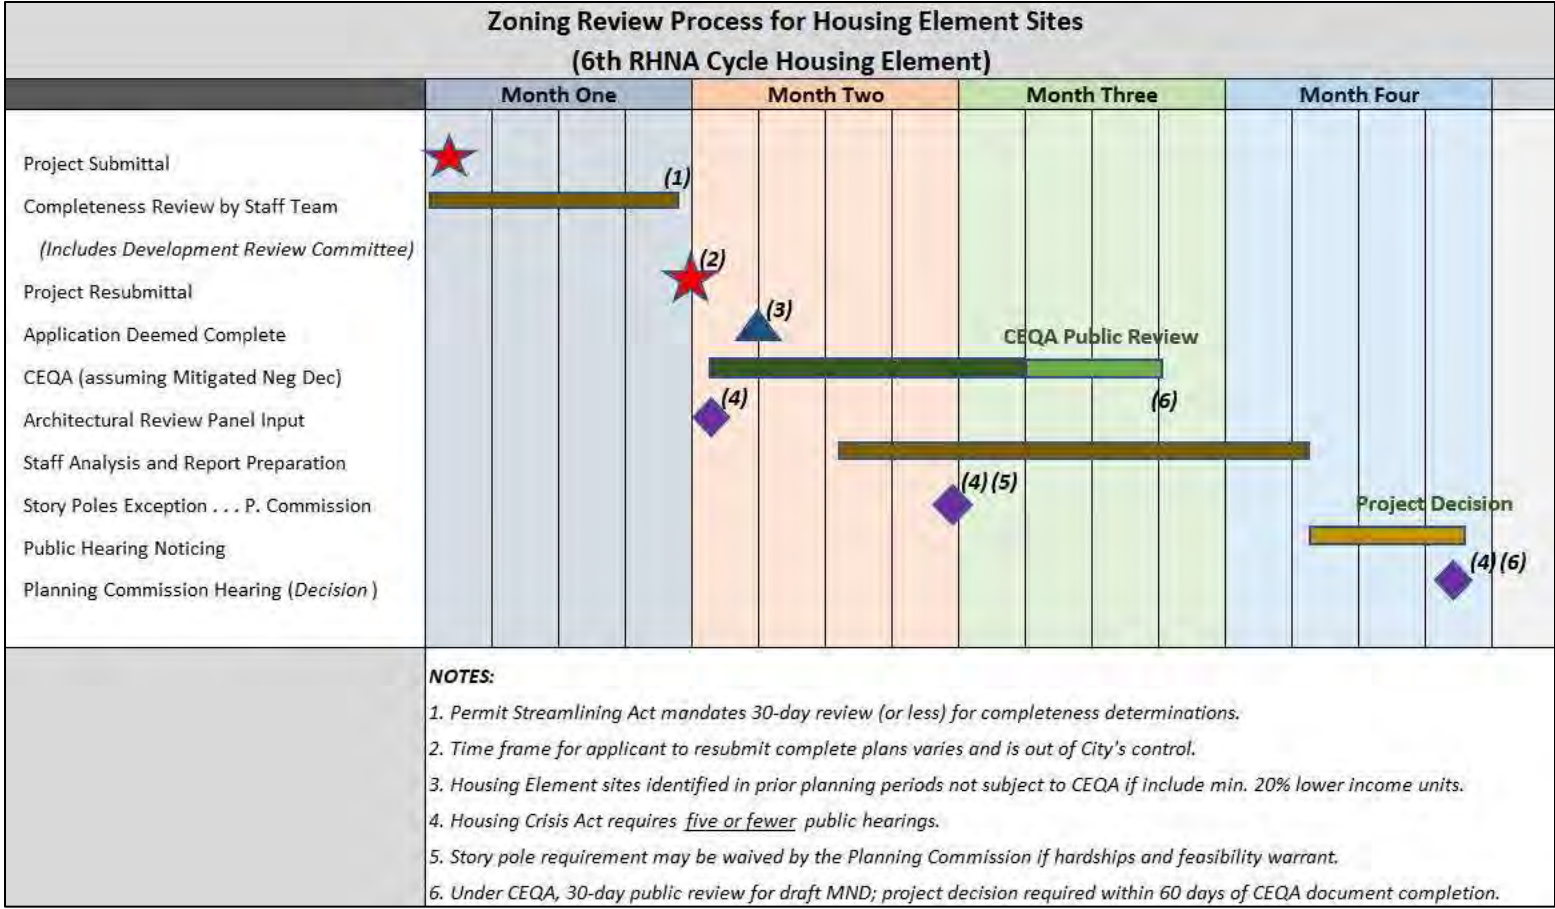 Zoning Review Process for Housing Element Sites
(6th RHNA Cycle Housing Element)
Month One Month Two Month Three Month Four
Project Submittal
(1)
Completeness Review by Staff Team
(Includes Development Review Committee)
(2)
Project Resubmittal
(3)
Application Deemed Complete
CEQA Public Review
CEQA (assuming Mitigated Neg Dec)
(4)
(6)
Architectural Review Panel Input
Staff Analysis and Report Preparation
(4) (5)
Story Poles Exception . . . P. Commission
Project Decision
Public Hearing Noticing
(4) (6)
Planning Commission Hearing (Decision)
NOTES:
1. Permit Streamlining Act mandates 30-day review (or less) for completeness determinations.
2. Time frame for applicant to resubmit complete plans varies and is out of City's control.
3. Housing Element sites identified in prior planning periods not subject to CEQA if include min. 20% lower income units.
4. Housing Crisis Act requires five or fewer public hearings.
5. Story pole requirement may be waived by the Planning Commission if hardships and feasibility warrant.
6. Under CEQA, 30-day public review for draft MND; project decision required within 60 days of CEQA document completion.